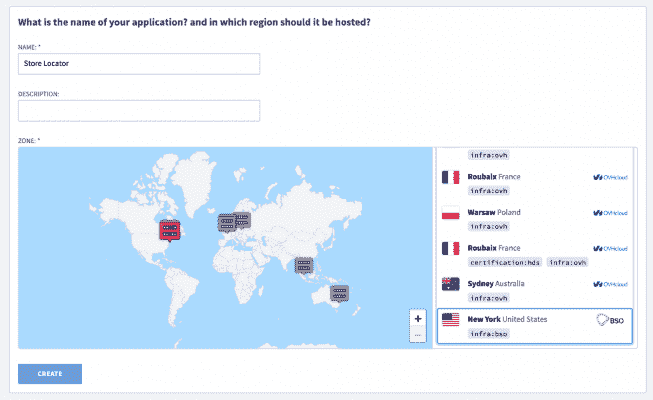 What is the name of your application? and in which region should it be hosted?
NAME: *
Store Locator
DESCRIPTION:
ZONE: *
infra:ovh
Roubaix France
OVHcloud
infra:ovh
Warsaw Poland
OVHcloud
infra:ovh
Roubaix France
OVHcloud
certification:hds infra:ovh
Sydney Australia
OVHcloud
infra:ovh
New York United States
BSO
infra:bso
+
CREATE